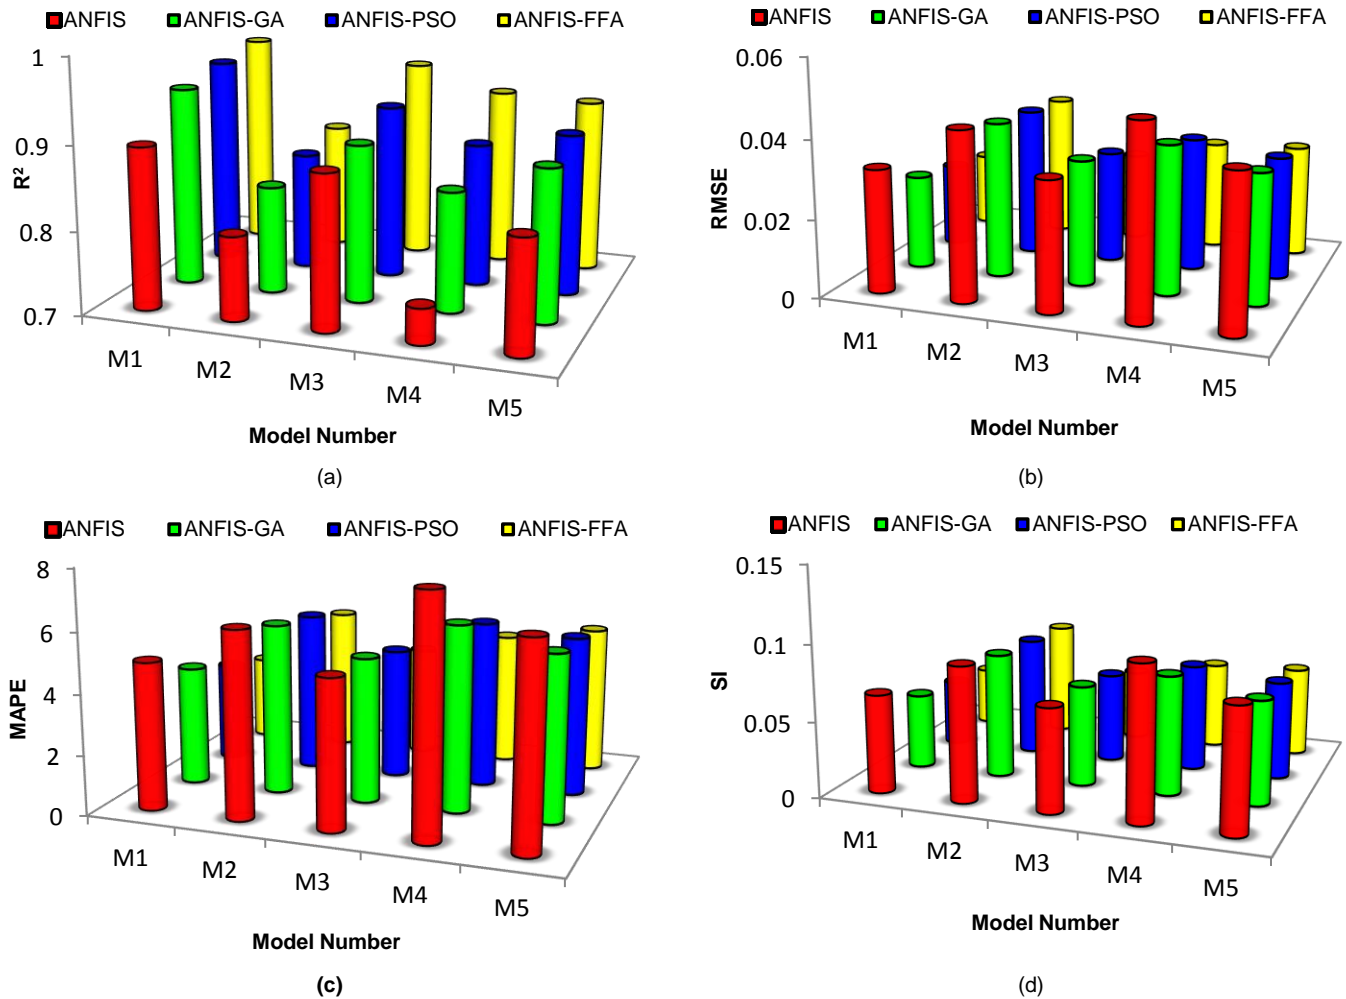 ANFIS ANFIS-GA ANFIS-PSO ANFIS-FFA
1
0.9
0.8
0.7
R²
M1 M2 M3 M4 M5
Model Number
(a)
ANFIS ANFIS-GA ANFIS-PSO ANFIS-FFA
0.06
0.04
0.02
0
RMSE
M1 M2 M3 M4 M5
Model Number
(b)
ANFIS ANFIS-GA ANFIS-PSO ANFIS-FFA
8
6
4
2
0
MAPE
M1 M2 M3 M4 M5
Model Number
(c)
ANFIS ANFIS-GA ANFIS-PSO ANFIS-FFA
0.15
0.1
0.05
0
SI
M1 M2 M3 M4 M5
Model Number
(d)